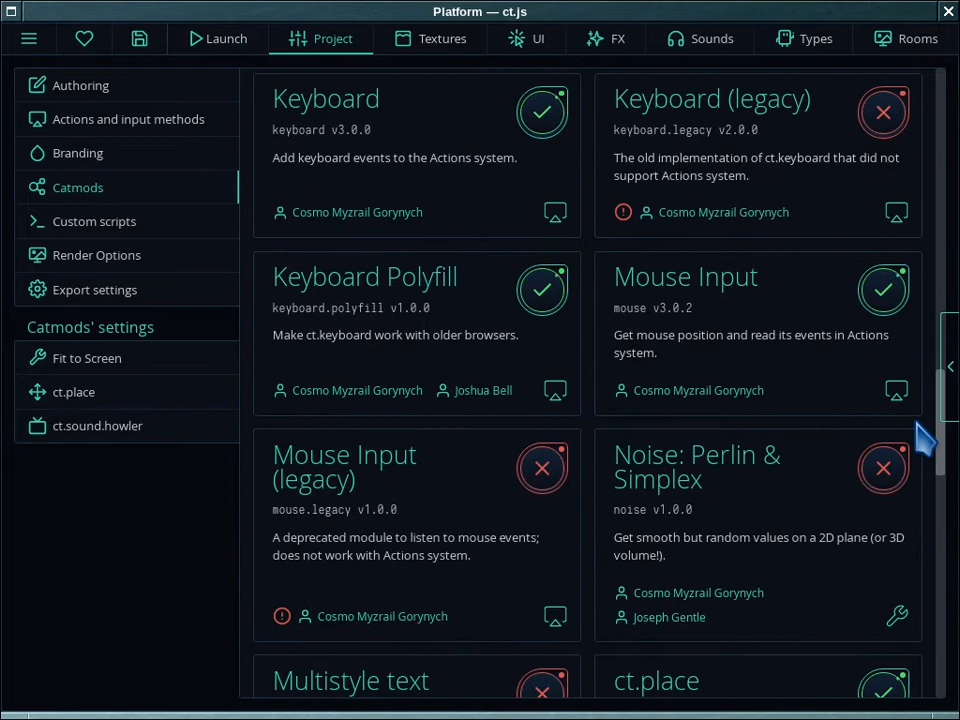 Platform — ct.js
Launch
Project
Textures
UI
FX
Sounds
Types
Rooms
Authoring
Actions and input methods
Branding
Catmods
Custom scripts
Render Options
Export settings
Catmods' settings
Fit to Screen
ct.place
ct.sound.howler
Keyboard
keyboard v3.0.0
Add keyboard events to the Actions system.
Cosmo Myzrail Gorynych
Keyboard (legacy)
keyboard.legacy v2.0.0
The old implementation of ct.keyboard that did not
support Actions system.
Cosmo Myzrail Gorynych
Keyboard Polyfill
keyboard.polyfill v1.0.0
Make ct.keyboard work with older browsers.
Cosmo Myzrail Gorynych
Joshua Bell
Mouse Input
mouse v3.0.2
Get mouse position and read its events in Actions
system.
Cosmo Myzrail Gorynych
Mouse Input
(legacy)
mouse.legacy v1.0.0
A deprecated module to listen to mouse events;
does not work with Actions system.
Cosmo Myzrail Gorynych
Noise: Perlin &
Simplex
noise v1.0.0
Get smooth but random values on a 2D plane (or 3D
volume!).
Cosmo Myzrail Gorynych
Joseph Gentle
Multistyle text
ct.place